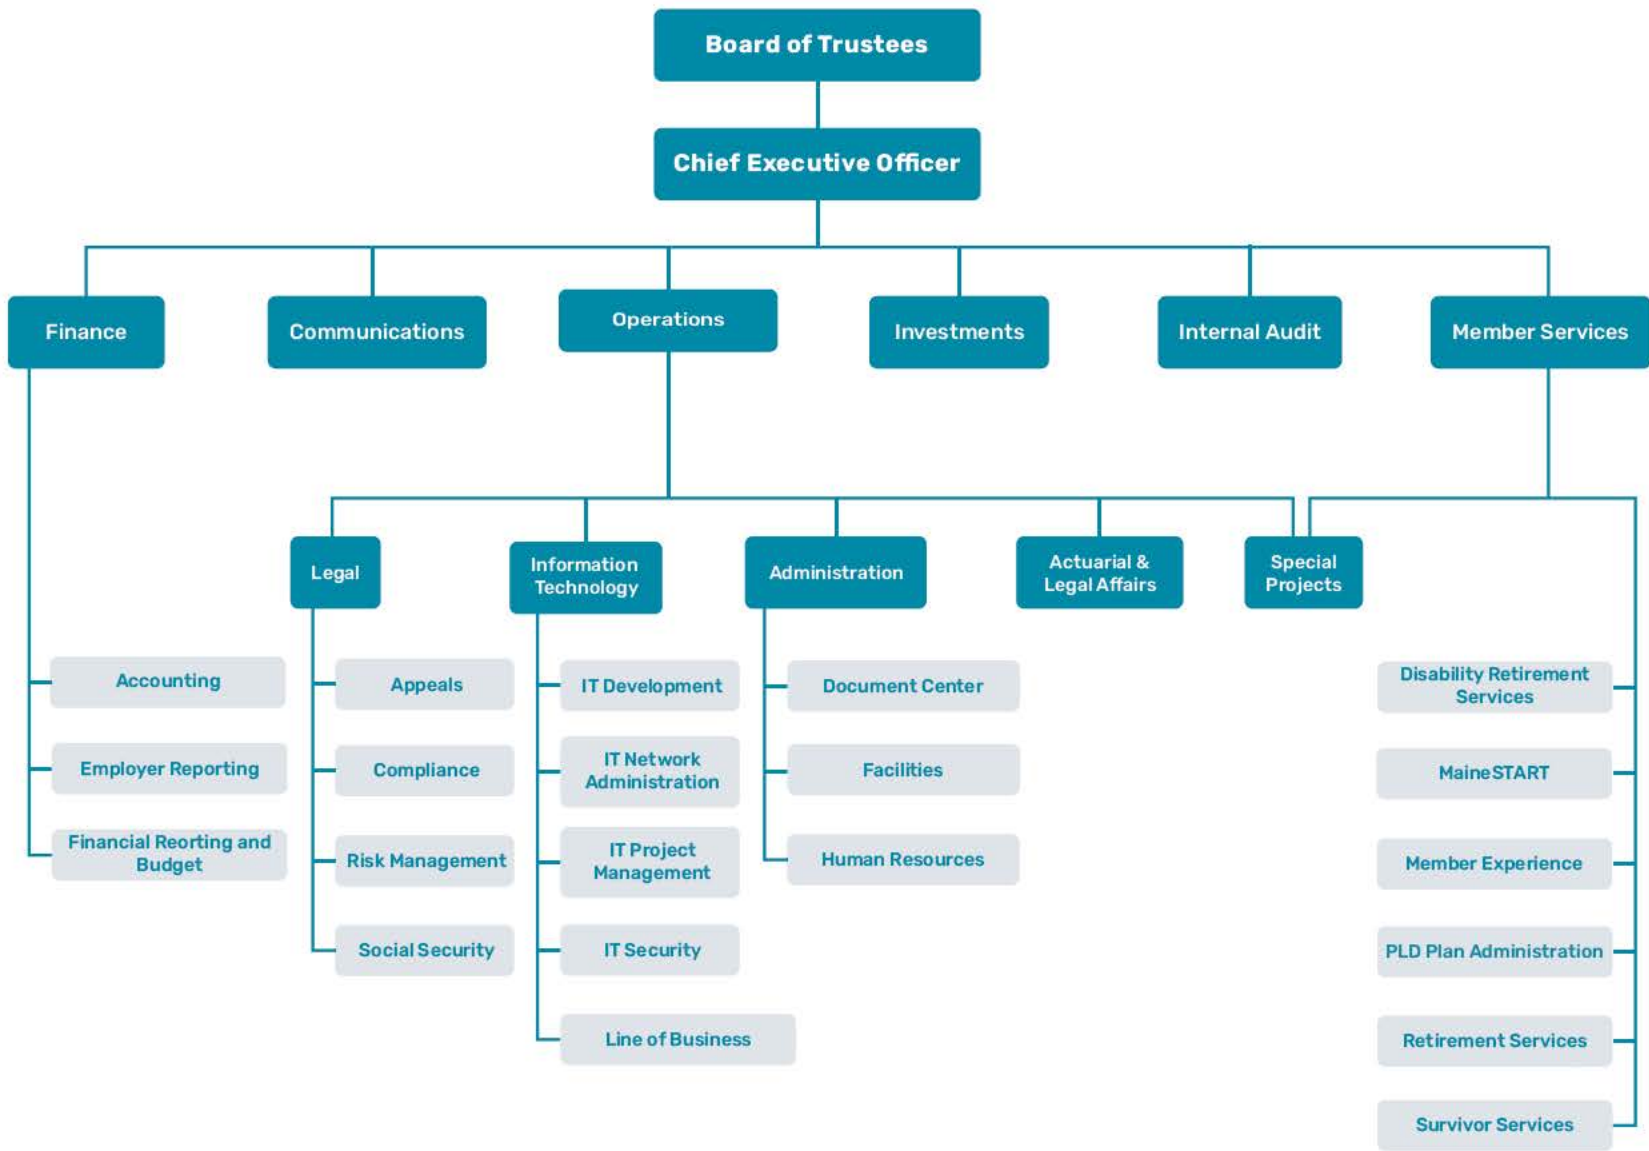 Board of Trustees
Chief Executive Officer
Finance
Communications
Operations
Investments
Internal Audit
Member Services
Legal
Information
Technology
Administration
Actuarial &
Legal Affairs
Special
Projects
Accounting
Employer Reporting
Financial Reorting and
Budget
Appeals
Compliance
Risk Management
Social Security
IT Development
IT Network
Administration
IT Project
Management
IT Security
Line of Business
Document Center
Facilities
Human Resources
Disability Retirement
Services
MaineSTART
Member Experience
PLD Plan Administration
Retirement Services
Survivor Services